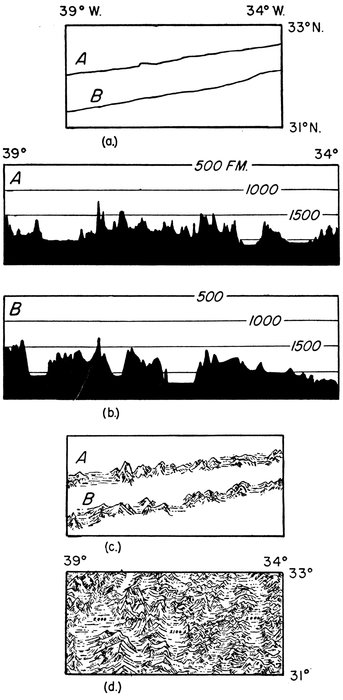 39° W. 34° W.
33° N.
A
B
31° N.
(a.)
39° 34°
500 FM.
A
1000
1500
500
B
1000
1500
(b.)
A
B
(c.)
39° 34°
33°
31°
(d.)